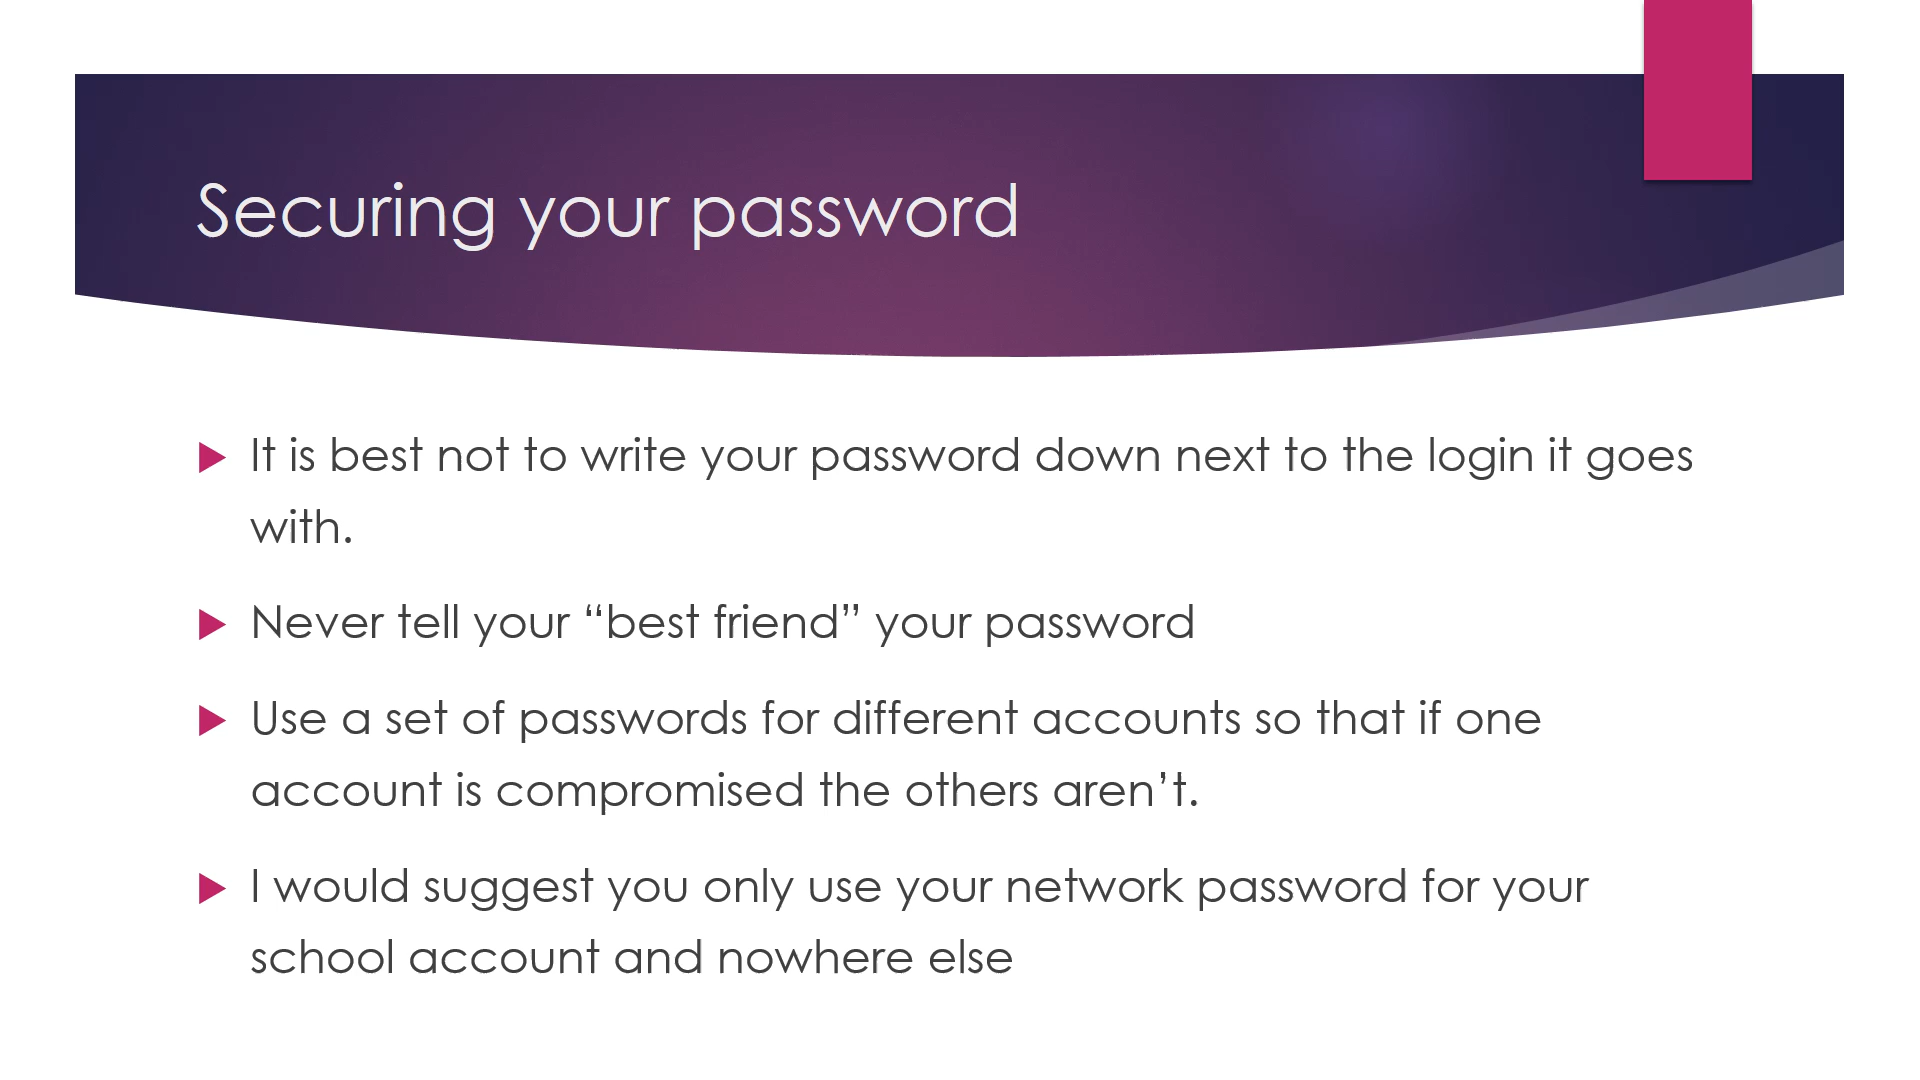 Securing your password
It is best not to write your password down next to the login it goes
with.
Never tell your “best friend” your password
Use a set of passwords for different accounts so that if one
account is compromised the others aren’t.
I would suggest you only use your network password for your
school account and nowhere else